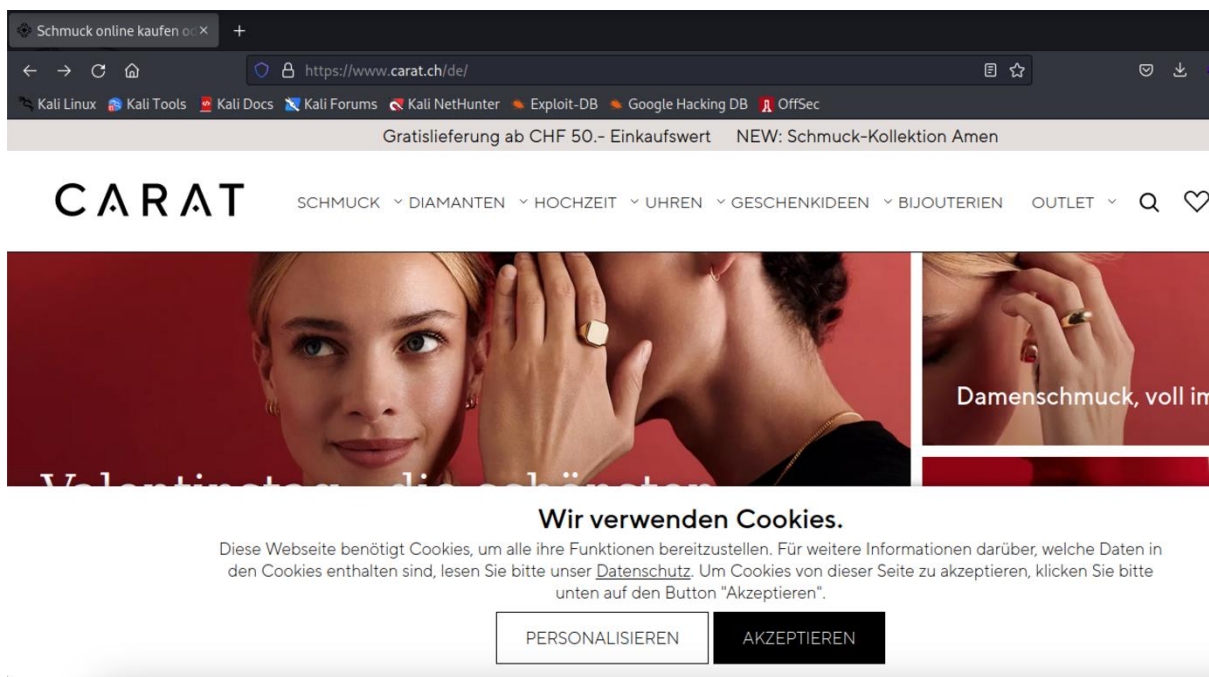 Schmuck online kaufen od
https://www.carat.ch/de/
Kali Linux Kali Tools Kali Docs Kali Forums Kali NetHunter Exploit-DB Google Hacking DB OffSec
Gratislieferung ab CHF 50.- Einkaufswert NEW: Schmuck-Kollektion Amen
CARAT
SCHMUCK DIAMANTEN HOCHZEIT UHREN GESCHENKIDEEN BIJOUTERIEN OUTLET
Damenschmuck, voll im
Valentinstag die schönsten
Wir verwenden Cookies.
Diese Webseite benötigt Cookies, um alle ihre Funktionen bereitzustellen. Für weitere Informationen darüber, welche Daten in
den Cookies enthalten sind, lesen Sie bitte unser Datenschutz. Um Cookies von dieser Seite zu akzeptieren, klicken Sie bitte
unten auf den Button "Akzeptieren".
PERSONALISIEREN AKZEPTIEREN